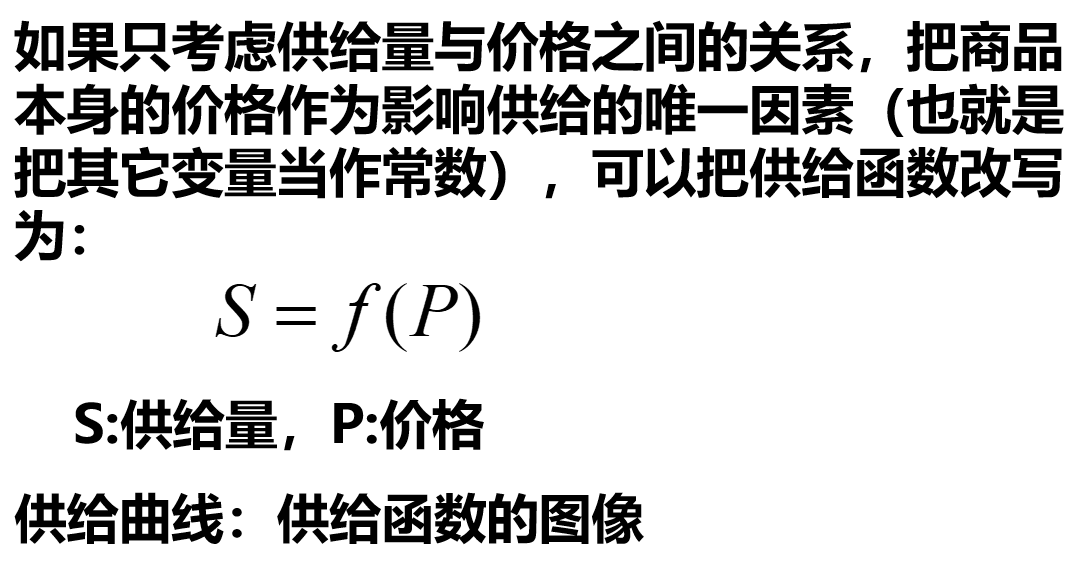 如果只考虑供给量与价格之间的关系，把商品
本身的价格作为影响供给的唯一因素（也就是
把其它变量当作常数），可以把供给函数改写
为：
S = f(P)
S:供给量，P:价格
供给曲线：供给函数的图像